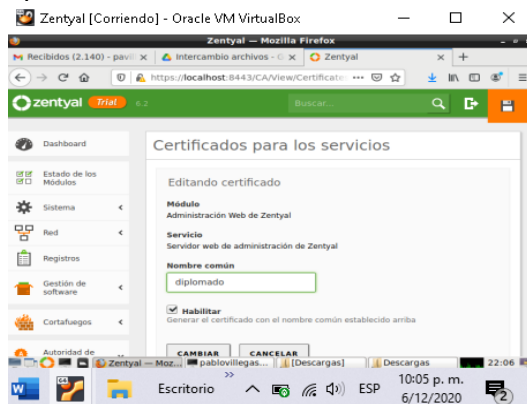 Zentyal [Corriendo] - Oracle VM VirtualBox
Zentyal — Mozilla Firefox
Recibidos (2.140) - pavil
Intercambio archivos - G
Zentyal
https://localhost:8443/CA/View/Certificate
zentyal Trial 6.2 Buscar...
Dashboard
Estado de los
Módulos
Sistema
Red
Registros
Gestión de
software
Cortafuegos
Autoridad de
Certificados para los servicios
Editando certificado
Módulo
Administración Web de Zentyal
Servicio
Servidor web de administración de Zentyal
Nombre común
diplomado
Habilitar
Generar el certificado con el nombre común establecido arriba
CAMBIAR CANCELAR
Zentyal — Moz... pablovillegas... [Descargas] Descargas 22:06
Escritorio » ESP 10:05 p. m.
6/12/2020
2